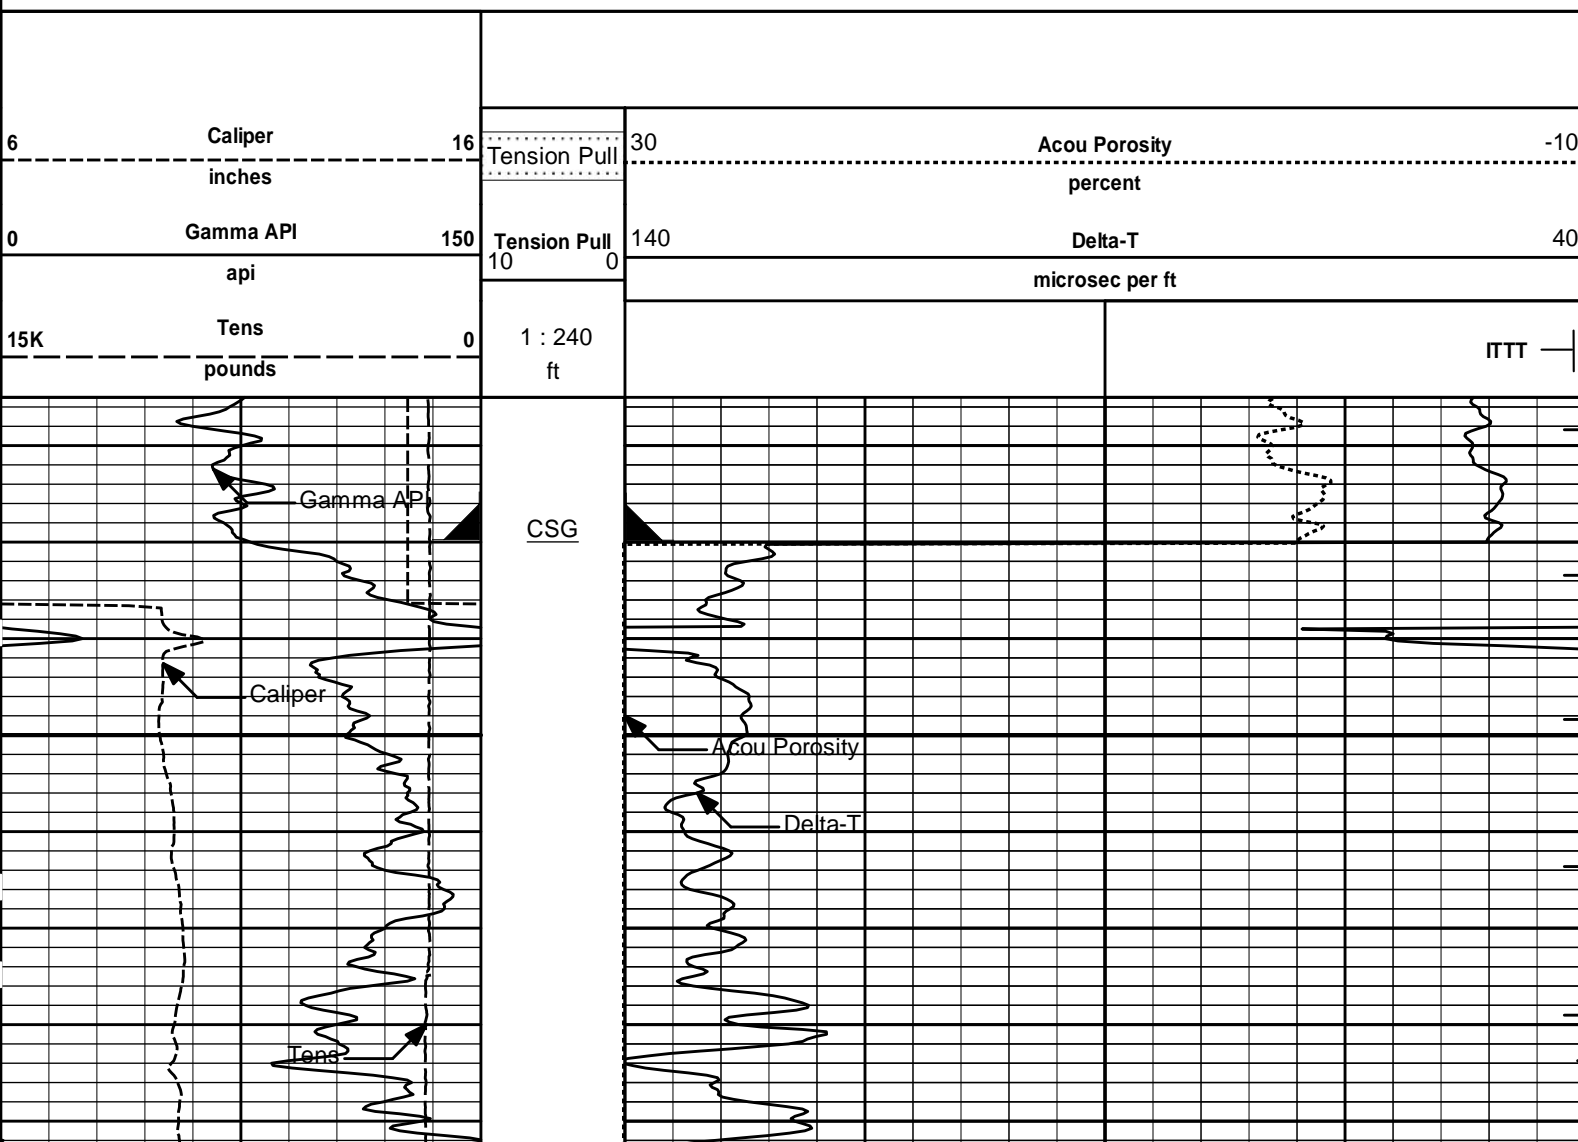 Caliper
6 16
inches
Gamma API
0 150
api
Tens
15K 0
pounds
Tension Pull
Tension Pull
10 0
1 : 240
ft
30 Acou Porosity -10
percent
140 Delta-T 40
microsec per ft
ITTT
Gamma API
CSG
Caliper
Acou Porosity
Delta-T
Tens